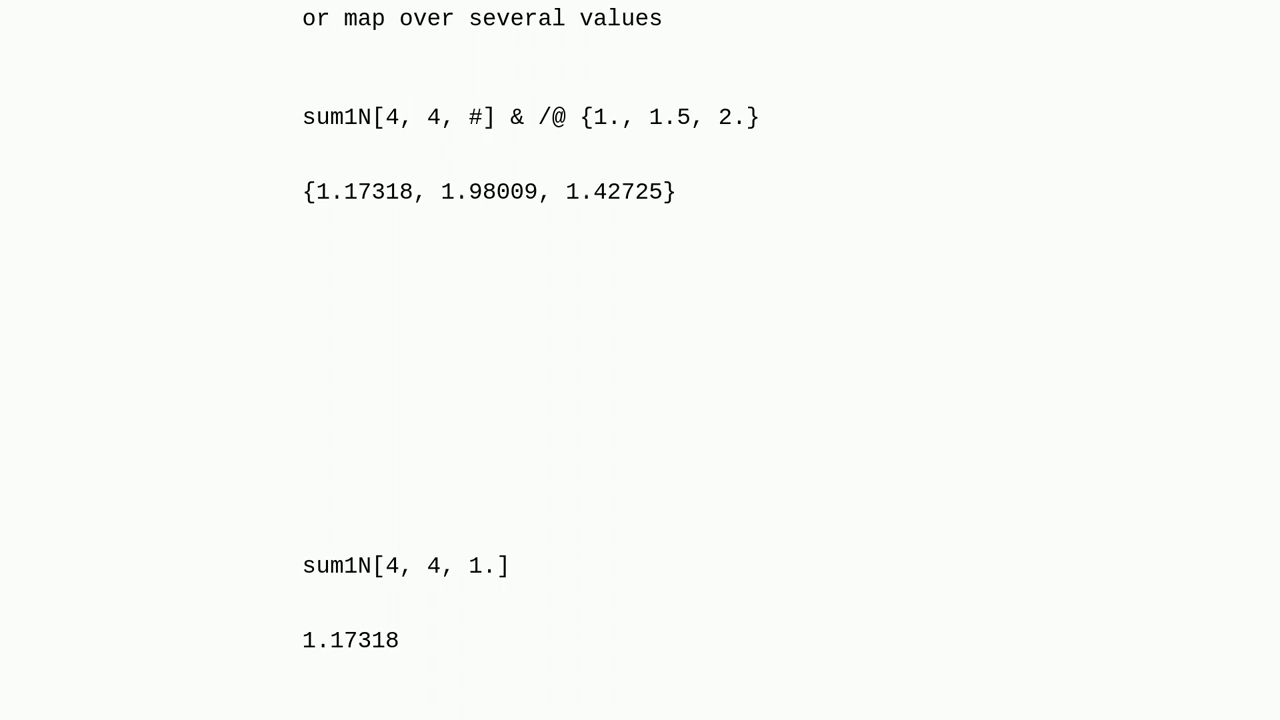 or map over several values
sum1N[4, 4, #] & /@ {1., 1.5, 2.}
{1.17318, 1.98009, 1.42725}
sum1N[4, 4, 1.]
1.17318